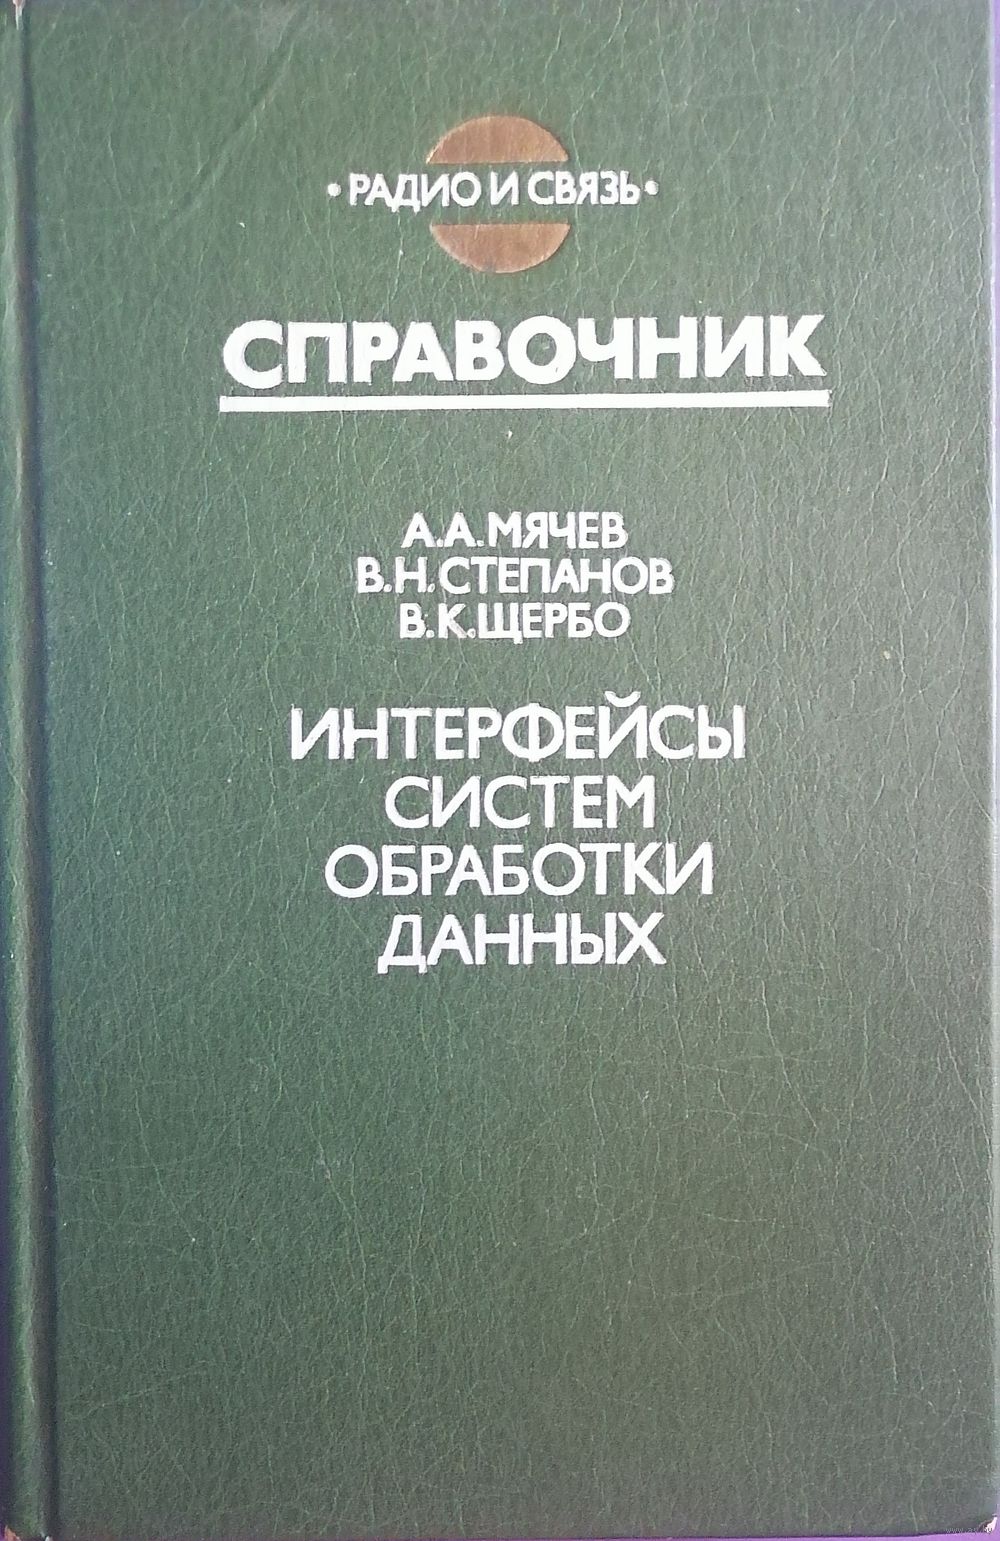 • РАДИО И СВЯЗЬ •
СПРАВОЧНИК
А.А.МЯЧЕВ
В.Н.СТЕПАНОВ
В.К.ЩЕРБО
ИНТЕРФЕЙСЫ
СИСТЕМ
ОБРАБОТКИ
ДАННЫХ